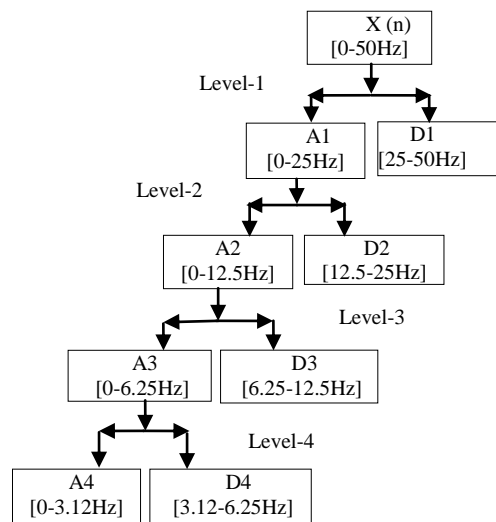 X (n)
[0-50Hz]
Level-1
A1
[0-25Hz]
D1
[25-50Hz]
Level-2
A2
[0-12.5Hz]
D2
[12.5-25Hz]
Level-3
A3
[0-6.25Hz]
D3
[6.25-12.5Hz]
Level-4
A4
[0-3.12Hz]
D4
[3.12-6.25Hz]